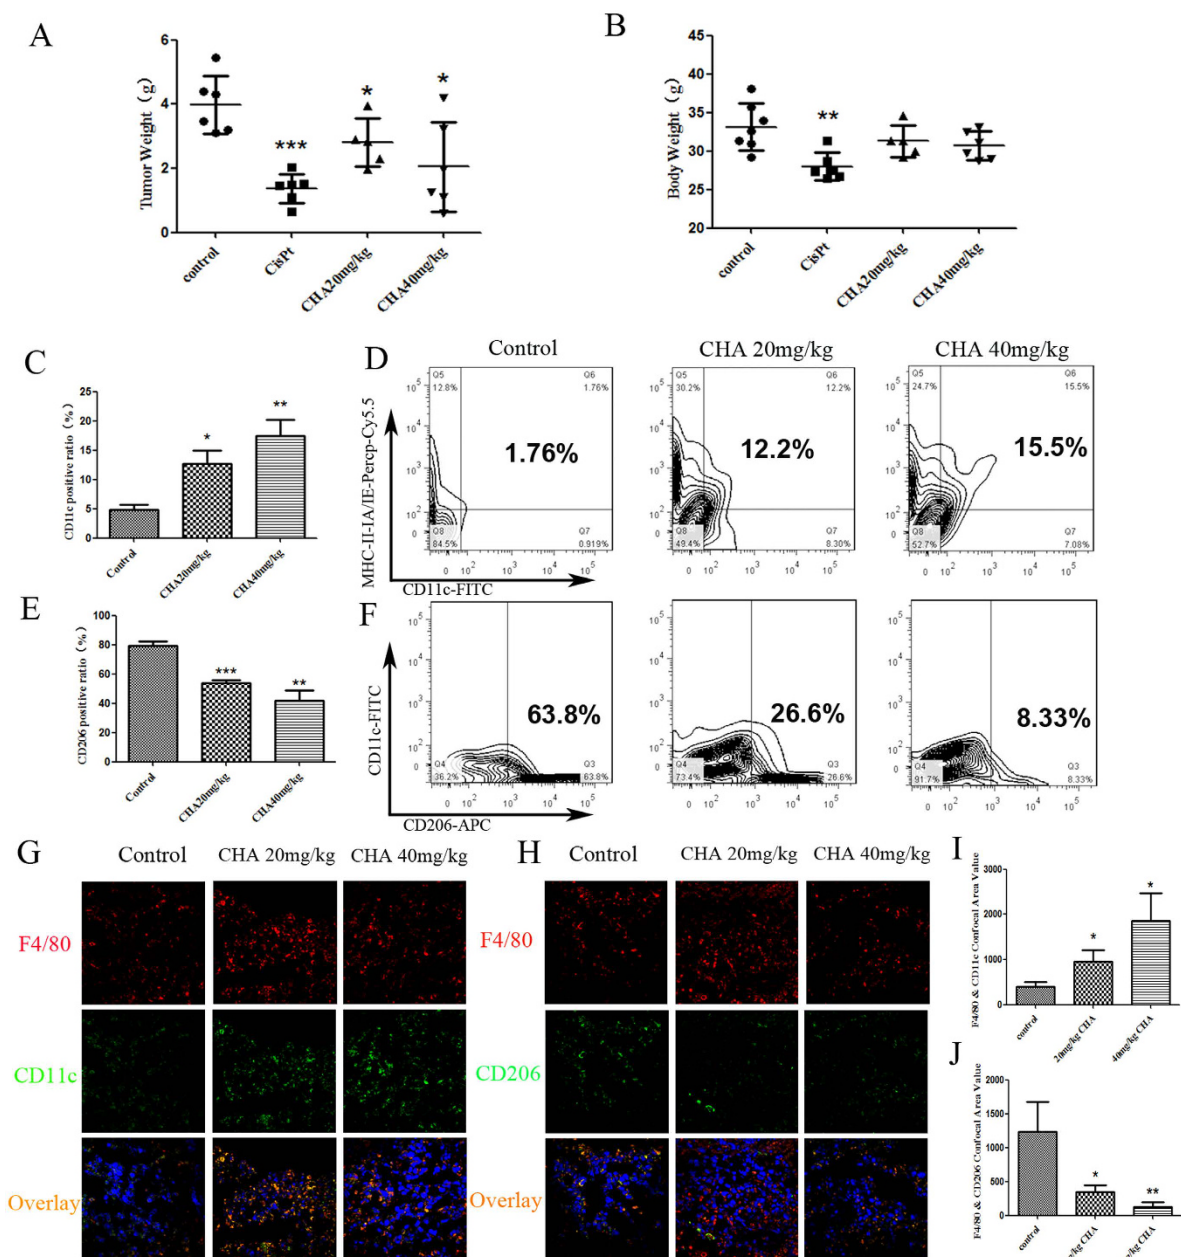 A
Tumor Weight (g)
6
4
2
0
***
*
*
control
CisPt
CHA20mg/kg
CHA40mg/kg
B
Body Weight (g)
45
40
35
30
25
20
**
control
CisPt
CHA20mg/kg
CHA40mg/kg
C
CD11c positive ratio (%)
25
20
15
10
5
0
*
**
Control
CHA20mg/kg
CHA40mg/kg
D
Control
CHA 20mg/kg
CHA 40mg/kg
MHC-II-IA/IE-Percp-Cy5.5
CD11c-FITC
Q5
12.8%
Q6
1.76%
1.76%
Q8
84.5%
Q7
0.919%
Q5
30.2%
Q6
12.2%
12.2%
Q8
49.4%
Q7
8.30%
Q5
24.7%
Q6
15.5%
15.5%
Q8
52.7%
Q7
7.08%
E
CD206 positive ratio (%)
100
80
60
40
20
0
***
**
Control
CHA20mg/kg
CHA40mg/kg
F
CD11c-FITC
CD206-APC
63.8%
Q4
36.2%
Q3
63.8%
26.6%
Q4
73.4%
Q3
26.6%
8.33%
Q4
91.7%
Q3
8.33%
G
Control
CHA 20mg/kg
CHA 40mg/kg
F4/80
CD11c
Overlay
H
Control
CHA 20mg/kg
CHA 40mg/kg
F4/80
CD206
Overlay
I
F4/80 & CD11c Confocal Area Value
3000
2000
1000
0
*
*
control
20mg/kg CHA
40mg/kg CHA
J
F4/80 & CD206 Confocal Area Value
2000
1500
1000
500
0
*
**
control
mg/kg CHA
mg/kg CHA